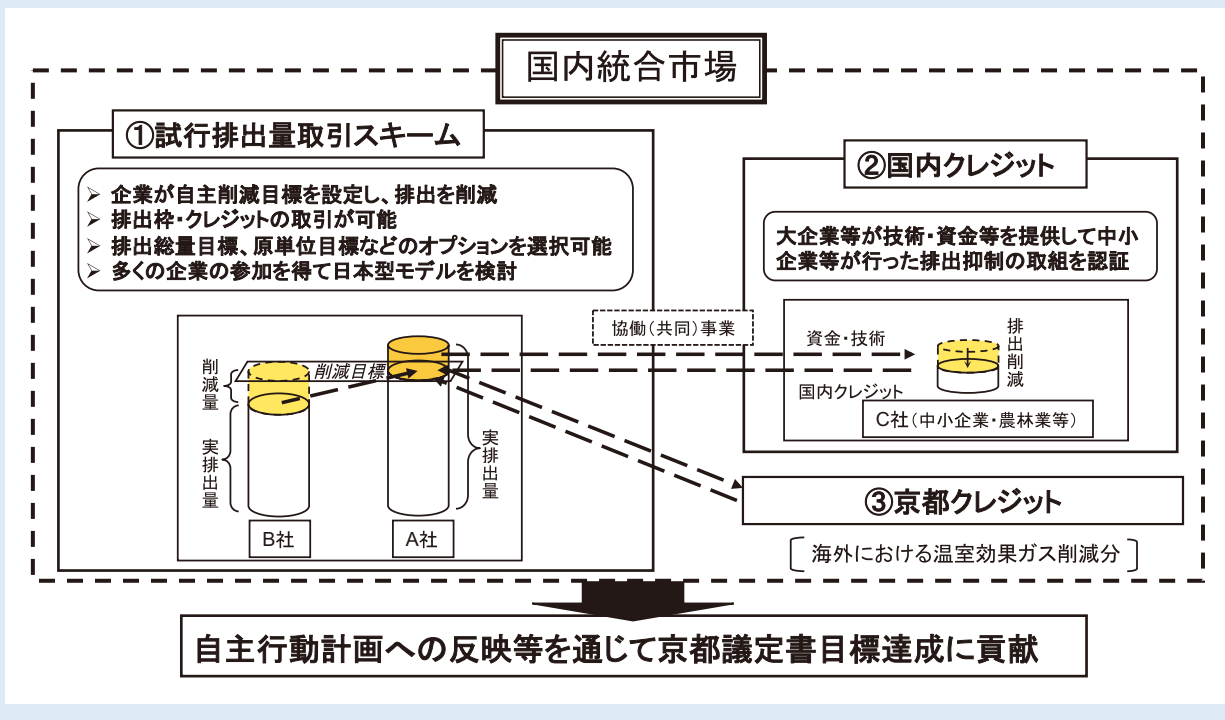 国内統合市場
①試行排出量取引スキーム
➢ 企業が自主削減目標を設定し、排出を削減
➢ 排出枠・クレジットの取引が可能
➢ 排出総量目標、原単位目標などのオプションを選択可能
➢ 多くの企業の参加を得て日本型モデルを検討
削減量
実排出量
削減目標
実排出量
B社
A社
協働(共同)事業
②国内クレジット
大企業等が技術・資金等を提供して中小
企業等が行った排出抑制の取組を認証
資金・技術
国内クレジット
排出削減
C社(中小企業・農林業等)
③京都クレジット
海外における温室効果ガス削減分
自主行動計画への反映等を通じて京都議定書目標達成に貢献